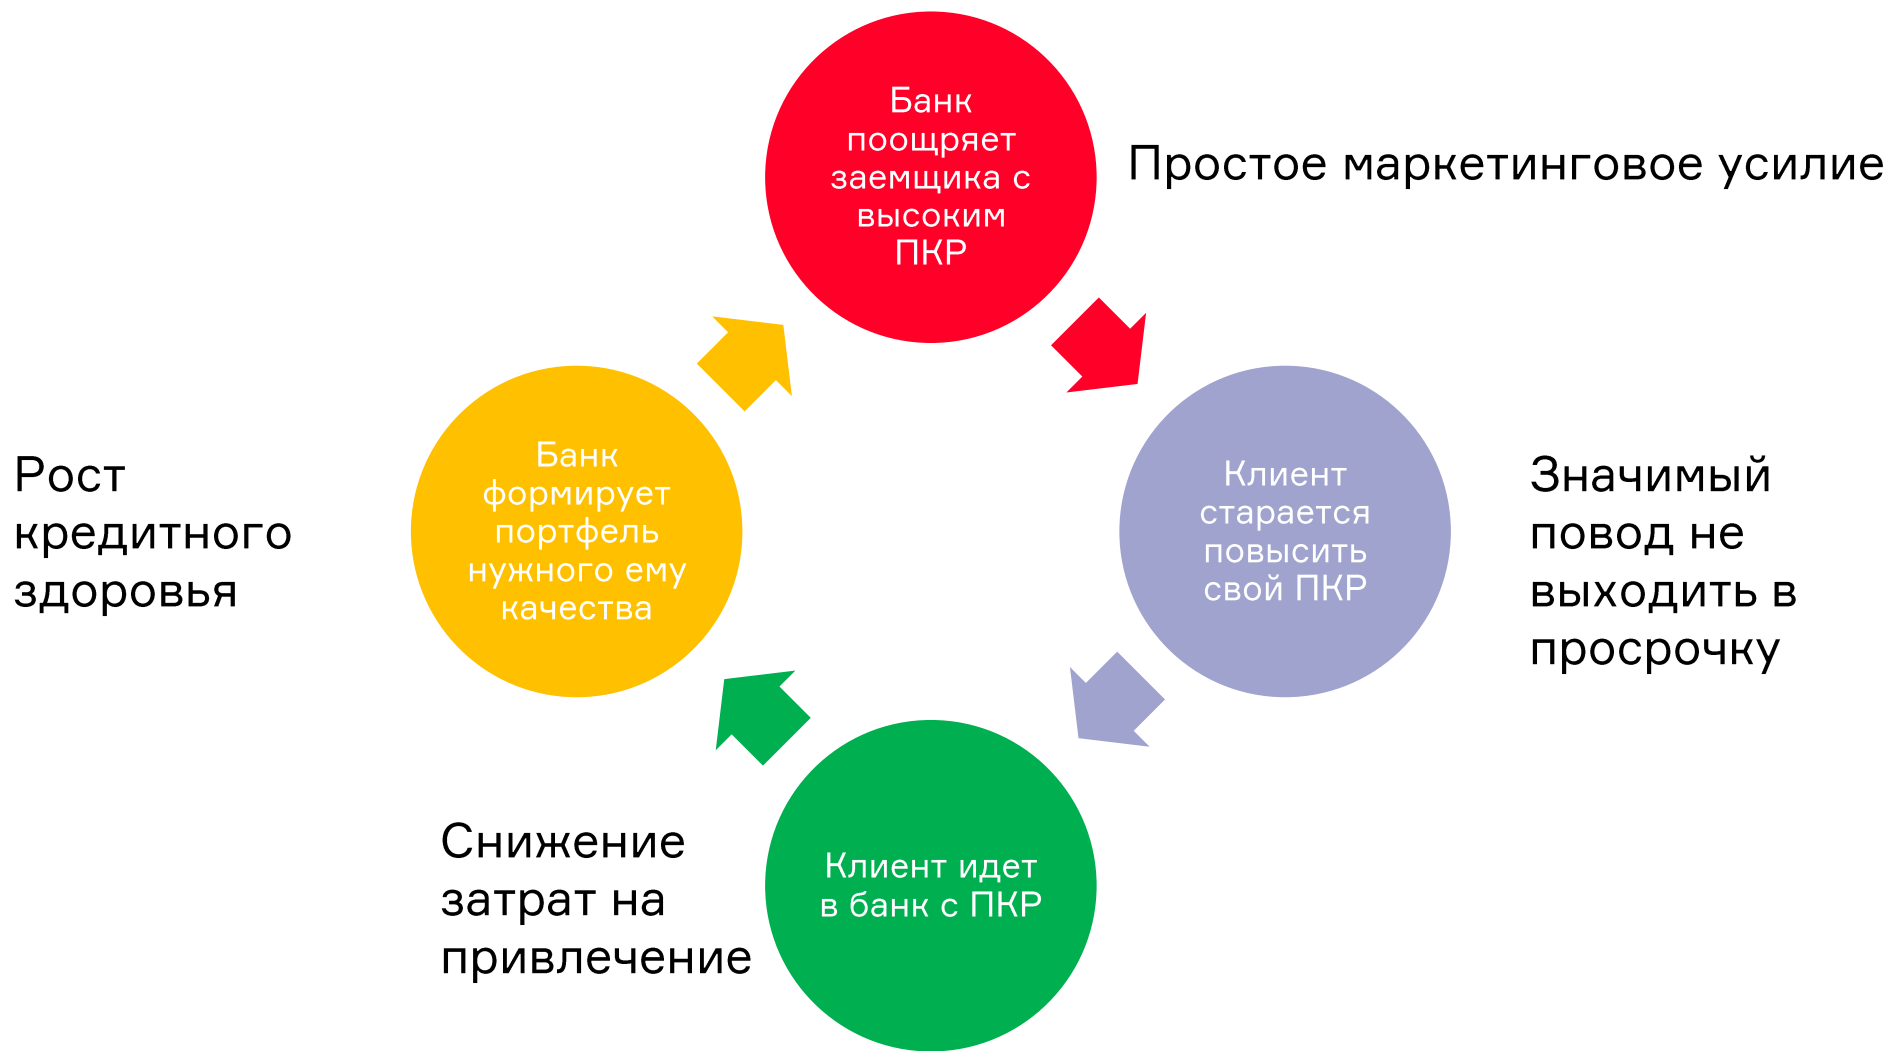 Банк
поощряет
заемщика с
высоким
ПКР
Простое маркетинговое усилие
Рост
кредитного
здоровья
Банк
формирует
портфель
нужного ему
качества
Клиент
старается
повысить
свой ПКР
Значимый
повод не
выходить в
просрочку
Снижение
затрат на
привлечение
Клиент идет
в банк с ПКР